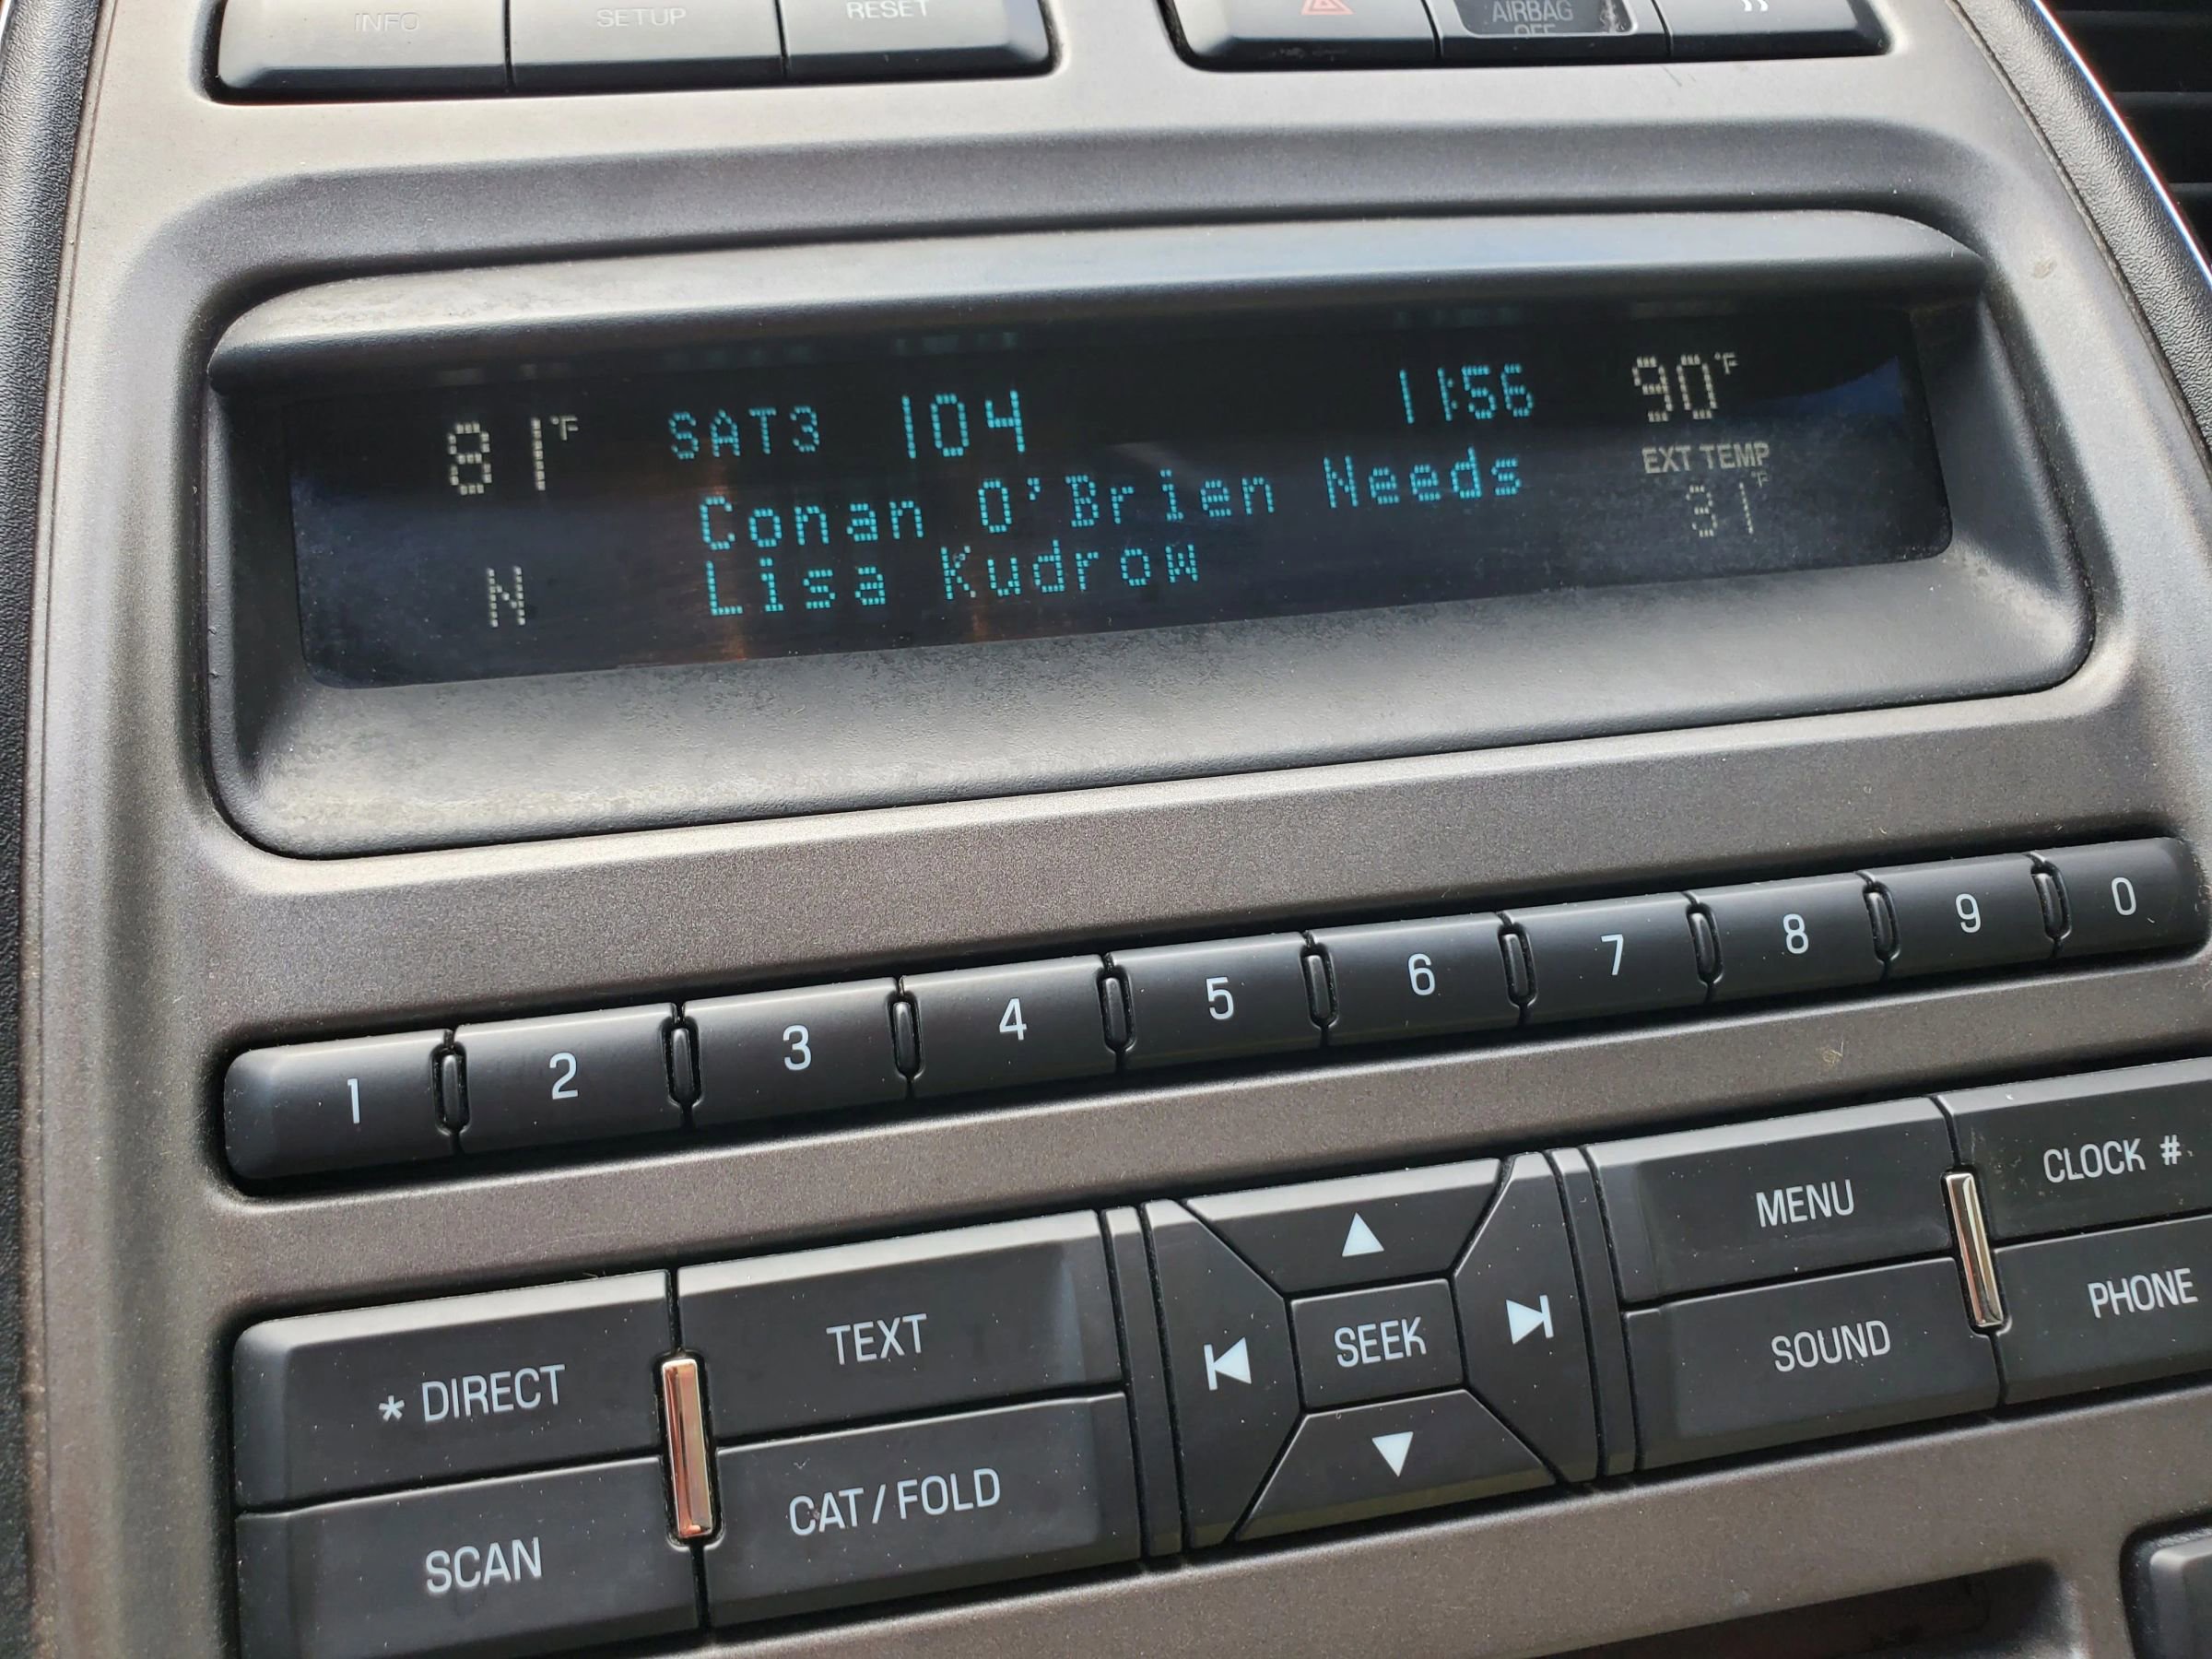 INFO SETUP RESET
AIRBAG
OFF
81°F SAT3 104 11:56 90°F
Conan O'Brien Needs EXT TEMP
N Lisa Kudrow 31°F
1 2 3 4 5 6 7 8 9 0
* DIRECT TEXT SEEK MENU CLOCK #
SCAN CAT / FOLD SOUND PHONE